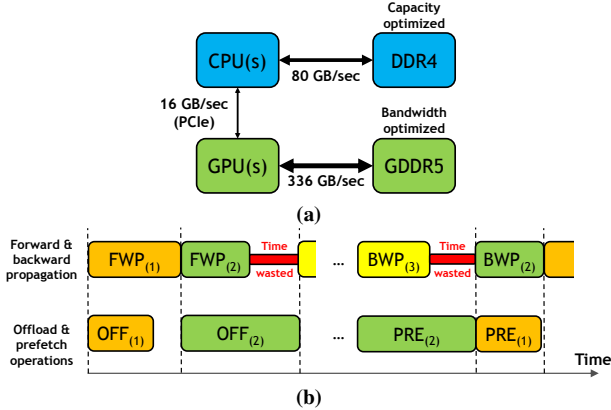 Capacity
optimized
CPU(s)
80 GB/sec
DDR4
16 GB/sec
(PCIe)
Bandwidth
optimized
GPU(s)
336 GB/sec
GDDR5
(a)
Forward &
backward
propagation
FWP(1)
FWP(2)
Time
wasted
...
BWP(3)
Time
wasted
BWP(2)
Offload &
prefetch
operations
OFF(1)
OFF(2)
...
PRE(2)
PRE(1)
Time
(b)